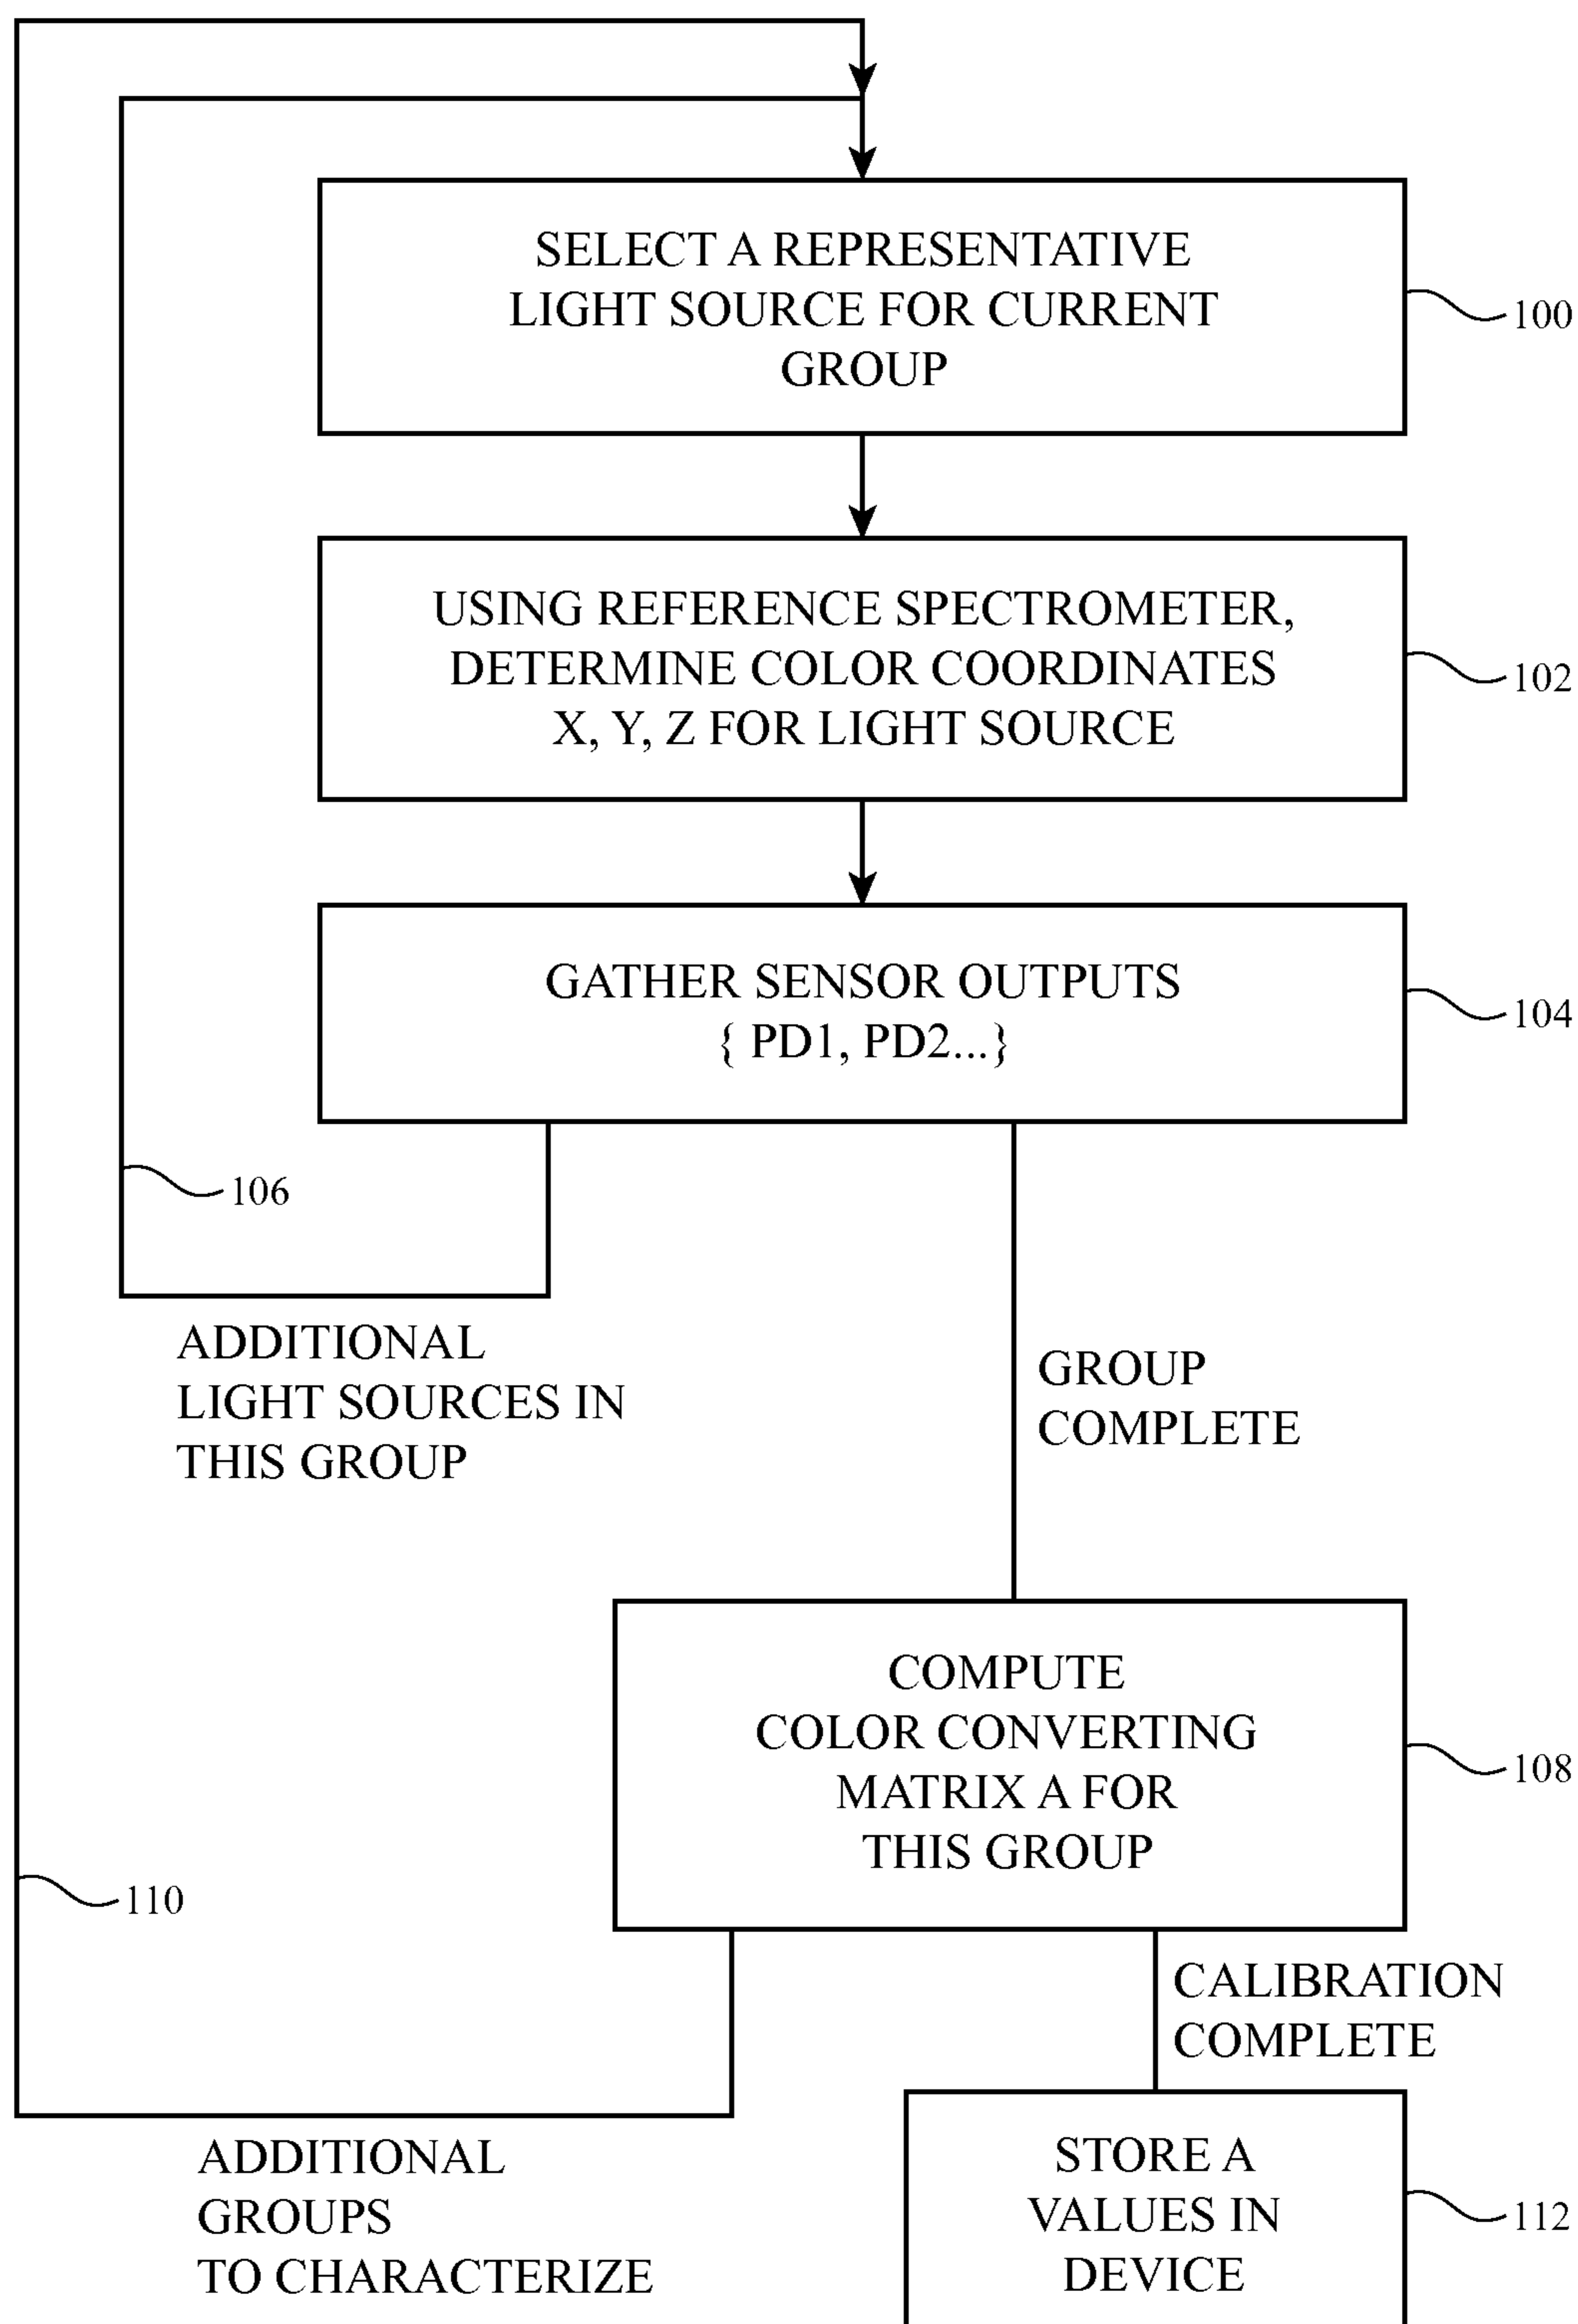 SELECT A REPRESENTATIVE
LIGHT SOURCE FOR CURRENT
GROUP
100
USING REFERENCE SPECTROMETER,
DETERMINE COLOR COORDINATES
X, Y, Z FOR LIGHT SOURCE
102
GATHER SENSOR OUTPUTS
{ PD1, PD2...}
104
106
ADDITIONAL
LIGHT SOURCES IN
THIS GROUP
GROUP
COMPLETE
COMPUTE
COLOR CONVERTING
MATRIX A FOR
THIS GROUP
108
110
CALIBRATION
COMPLETE
ADDITIONAL
GROUPS
TO CHARACTERIZE
STORE A
VALUES IN
DEVICE
112